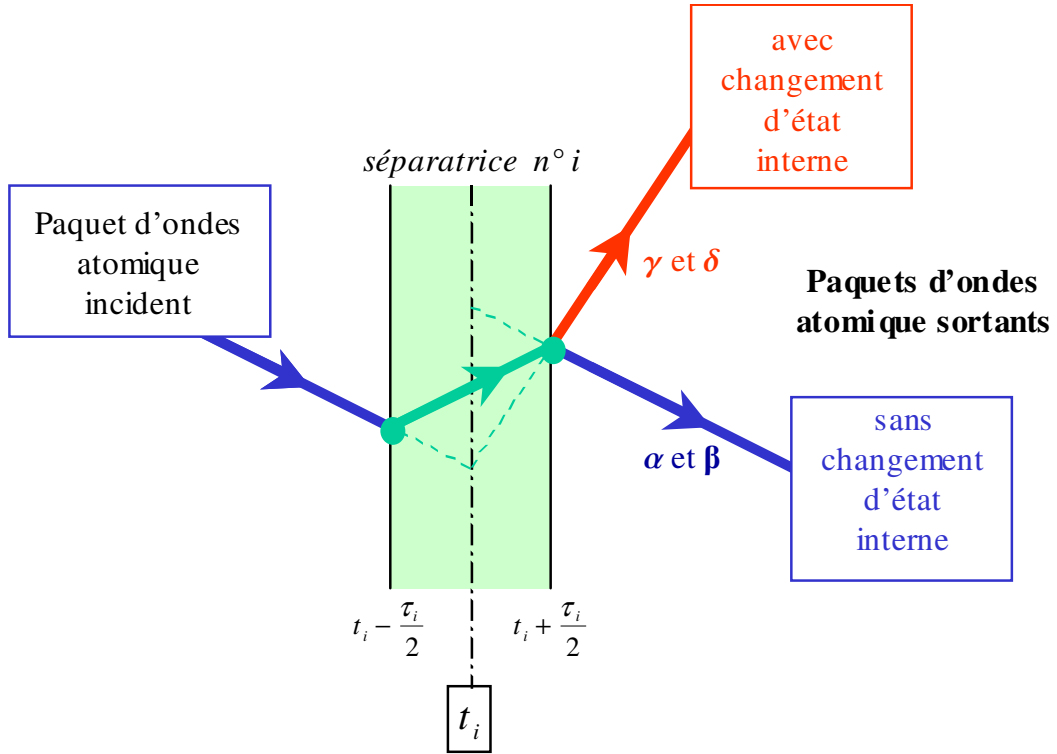 avec
changement
d'état
interne
séparatrice n° i
Paquet d'ondes
atomique
incident
γ et δ
Paquets d'ondes
atomique sortants
sans
changement
d'état
interne
α et β
t_i − τ_i/2
t_i + τ_i/2
t_i